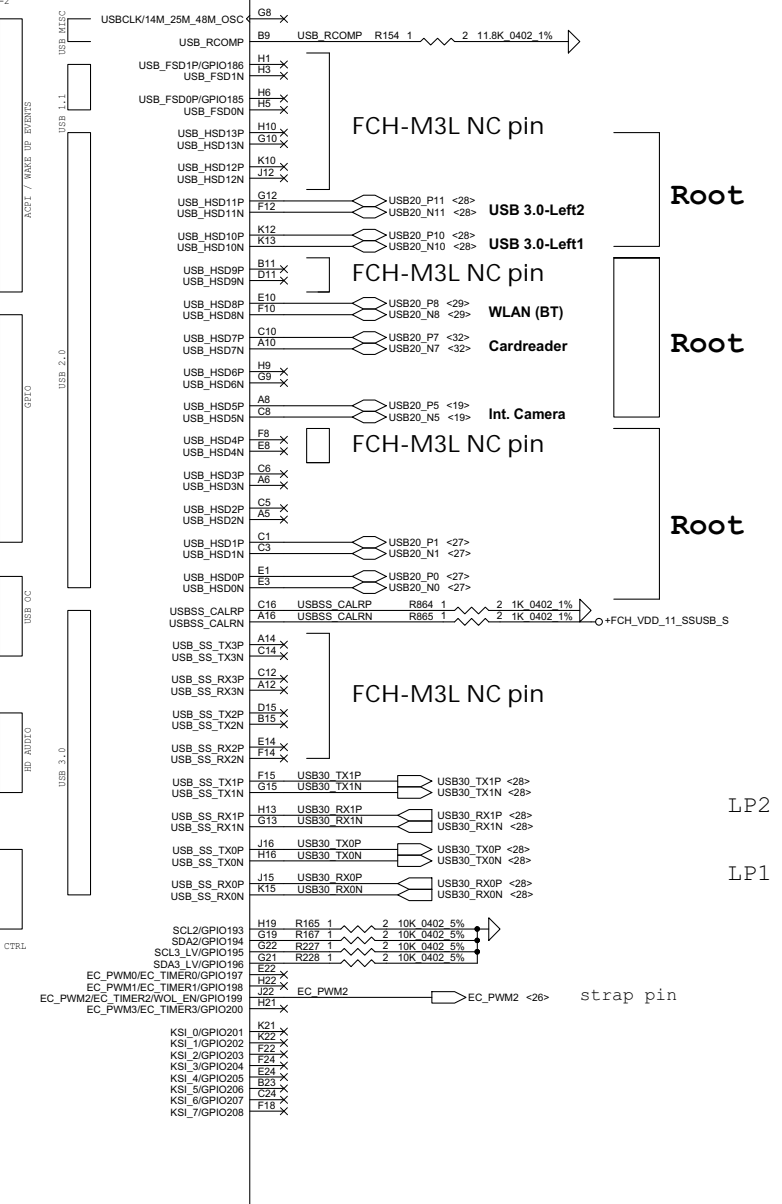 -2
USBCLK/14M_25M_48M_OSC G8
USB_RCOMP B9 USB_RCOMP R154 1 2 11.8K_0402_1%
USB MISC
USB_FSD1P/GPIO186 H1
USB_FSD1N H3
USB 1.1
USB_FSD0P/GPIO185 H6
USB_FSD0N H5
ACPI / WAKE UP EVENTS
FCH-M3L NC pin
USB_HSD13P H10
USB_HSD13N G10
USB_HSD12P K10
USB_HSD12N J12
USB_HSD11P G12 USB20_P11 <28>
USB_HSD11N F12 USB20_N11 <28> USB 3.0-Left2
Root
USB_HSD10P K12 USB20_P10 <28>
USB_HSD10N K13 USB20_N10 <28> USB 3.0-Left1
USB_HSD9P B11
USB_HSD9N D11
FCH-M3L NC pin
USB_HSD8P E10 USB20_P8 <29>
USB_HSD8N F10 USB20_N8 <29> WLAN (BT)
USB_HSD7P C10 USB20_P7 <32>
USB_HSD7N A10 USB20_N7 <32> Cardreader
Root
USB 2.0
GPIO
USB_HSD6P H9
USB_HSD6N G9
USB_HSD5P A8 USB20_P5 <19>
USB_HSD5N C8 USB20_N5 <19> Int. Camera
USB_HSD4P F8
USB_HSD4N E8
FCH-M3L NC pin
USB_HSD3P C6
USB_HSD3N A6
USB_HSD2P C5
USB_HSD2N A5
Root
USB_HSD1P C1 USB20_P1 <27>
USB_HSD1N C3 USB20_N1 <27>
USB_HSD0P E1 USB20_P0 <27>
USB_HSD0N E3 USB20_N0 <27>
USB OC
USBSS_CALRP C16 USBSS_CALRP R864 1 2 1K_0402_1%
USBSS_CALRN A16 USBSS_CALRN R865 1 2 1K_0402_1% +FCH_VDD_11_SSUSB_S
USB_SS_TX3P A14
USB_SS_TX3N C14
USB_SS_RX3P C12
USB_SS_RX3N A12
FCH-M3L NC pin
USB_SS_TX2P D15
USB_SS_TX2N B15
USB_SS_RX2P E14
USB_SS_RX2N F14
HD AUDIO
USB 3.0
USB_SS_TX1P F15 USB30_TX1P USB30_TX1P <28>
USB_SS_TX1N G15 USB30_TX1N USB30_TX1N <28>
LP2
USB_SS_RX1P H13 USB30_RX1P USB30_RX1P <28>
USB_SS_RX1N G13 USB30_RX1N USB30_RX1N <28>
USB_SS_TX0P J16 USB30_TX0P USB30_TX0P <28>
USB_SS_TX0N H16 USB30_TX0N USB30_TX0N <28>
LP1
USB_SS_RX0P J15 USB30_RX0P USB30_RX0P <28>
USB_SS_RX0N K15 USB30_RX0N USB30_RX0N <28>
CTRL
SCL2/GPIO193 H19 R165 1 2 10K_0402_5%
SDA2/GPIO194 G19 R167 1 2 10K_0402_5%
SCL3_LV/GPIO195 G22 R227 1 2 10K_0402_5%
SDA3_LV/GPIO196 G21 R228 1 2 10K_0402_5%
EC_PWM0/EC_TIMER0/GPIO197 E22
EC_PWM1/EC_TIMER1/GPIO198 H22
EC_PWM2/EC_TIMER2/WOL_EN/GPIO199 J22 EC_PWM2 EC_PWM2 <26> strap pin
EC_PWM3/EC_TIMER3/GPIO200 H21
KSI_0/GPIO201 K21
KSI_1/GPIO202 K22
KSI_2/GPIO203 F22
KSI_3/GPIO204 F24
KSI_4/GPIO205 E24
KSI_5/GPIO206 B23
KSI_6/GPIO207 C24
KSI_7/GPIO208 F18